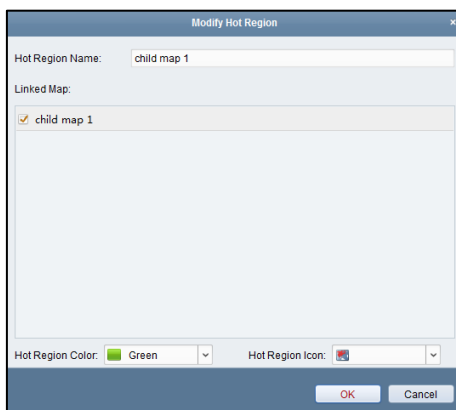 Modify Hot Region ×
Hot Region Name: child map 1
Linked Map:
child map 1
Hot Region Color: Green Hot Region Icon:
OK Cancel